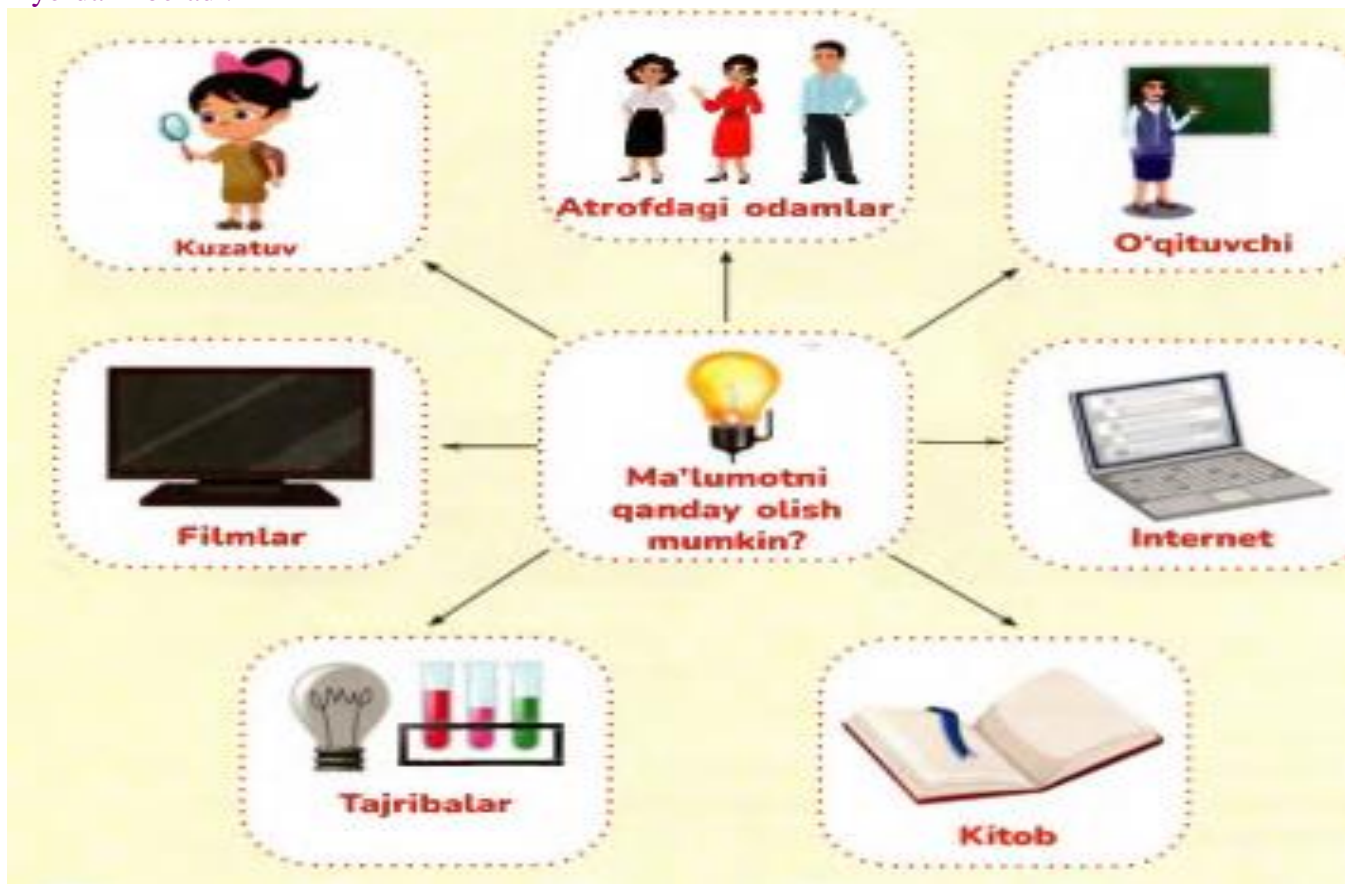 Kuzatuv
Atrofdagi odamlar
O'qituvchi
Filmlar
Ma'lumotni
qanday olish
mumkin?
Internet
Tajribalar
Kitob